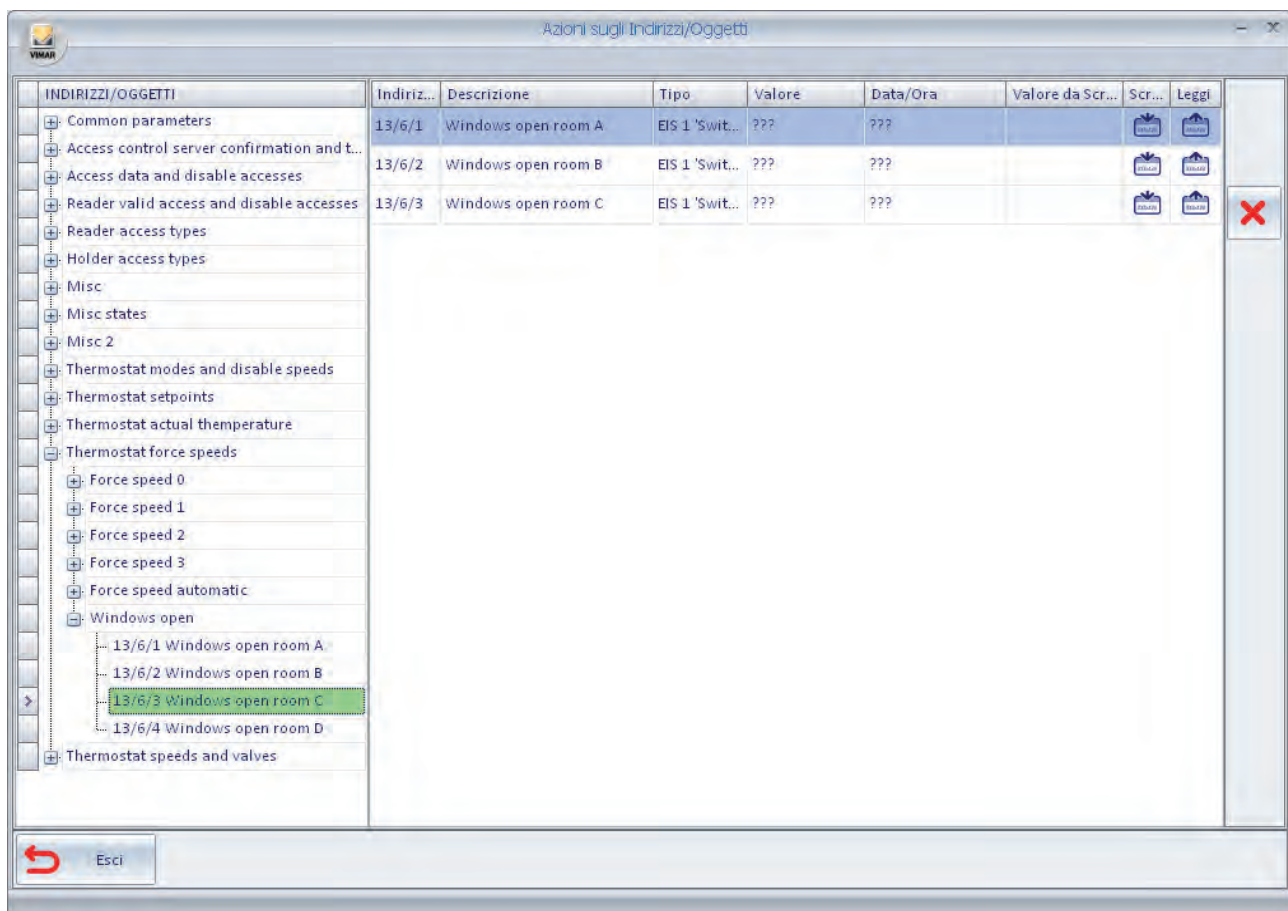 Azioni sugli Indirizzi/Oggetti
VIMAR
INDIRIZZI/OGGETTI
Common parameters
Access control server confirmation and t...
Access data and disable accesses
Reader valid access and disable accesses
Reader access types
Holder access types
Misc
Misc states
Misc 2
Thermostat modes and disable speeds
Thermostat setpoints
Thermostat actual themperature
Thermostat force speeds
Force speed 0
Force speed 1
Force speed 2
Force speed 3
Force speed automatic
Windows open
13/6/1 Windows open room A
13/6/2 Windows open room B
13/6/3 Windows open room C
13/6/4 Windows open room D
Thermostat speeds and valves
Indiriz... Descrizione Tipo Valore Data/Ora Valore da Scr... Scr... Leggi
13/6/1 Windows open room A EIS 1 'Swit... ??? ???
13/6/2 Windows open room B EIS 1 'Swit... ??? ???
13/6/3 Windows open room C EIS 1 'Swit... ??? ???
Esci